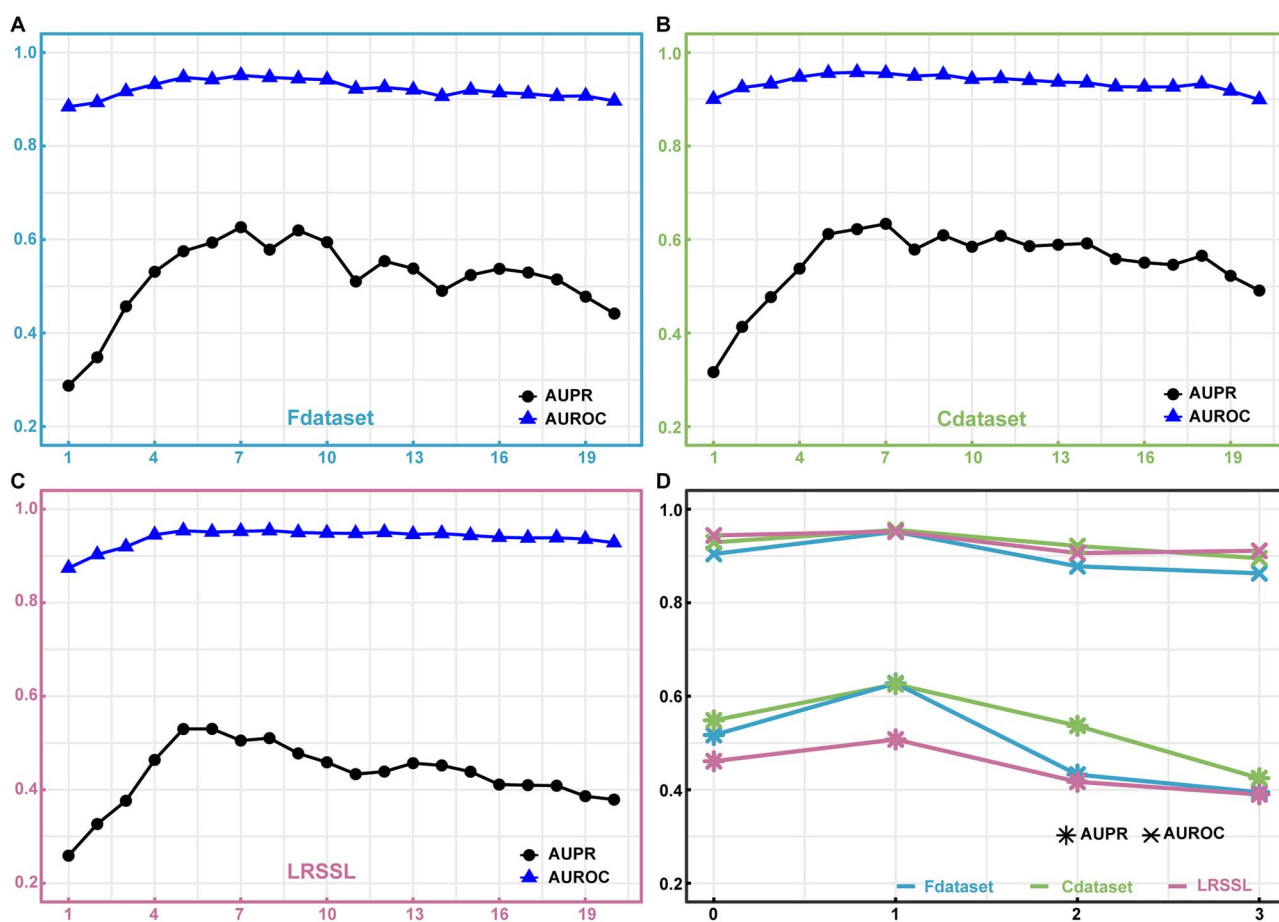 A
1.0
0.8
0.6
0.4
0.2
AUPR
AUROC
Fdataset
1 4 7 10 13 16 19
B
1.0
0.8
0.6
0.4
0.2
AUPR
AUROC
Cdataset
1 4 7 10 13 16 19
C
1.0
0.8
0.6
0.4
0.2
AUPR
AUROC
LRSSL
1 4 7 10 13 16 19
D
1.0
0.8
0.6
0.4
0.2
AUPR AUROC
Fdataset Cdataset LRSSL
0 1 2 3